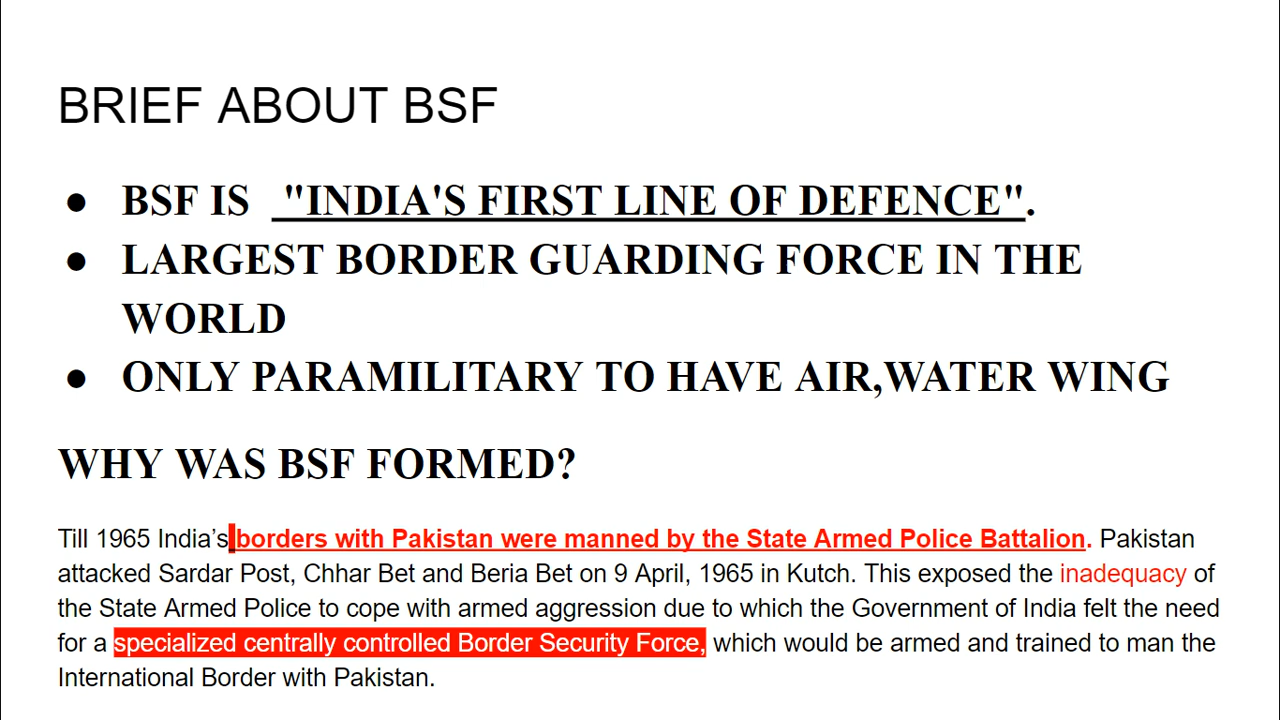 BRIEF ABOUT BSF
● BSF IS "INDIA'S FIRST LINE OF DEFENCE".
● LARGEST BORDER GUARDING FORCE IN THE
WORLD
● ONLY PARAMILITARY TO HAVE AIR,WATER WING
WHY WAS BSF FORMED?
Till 1965 India’s borders with Pakistan were manned by the State Armed Police Battalion. Pakistan
attacked Sardar Post, Chhar Bet and Beria Bet on 9 April, 1965 in Kutch. This exposed the inadequacy of
the State Armed Police to cope with armed aggression due to which the Government of India felt the need
for a specialized centrally controlled Border Security Force, which would be armed and trained to man the
International Border with Pakistan.